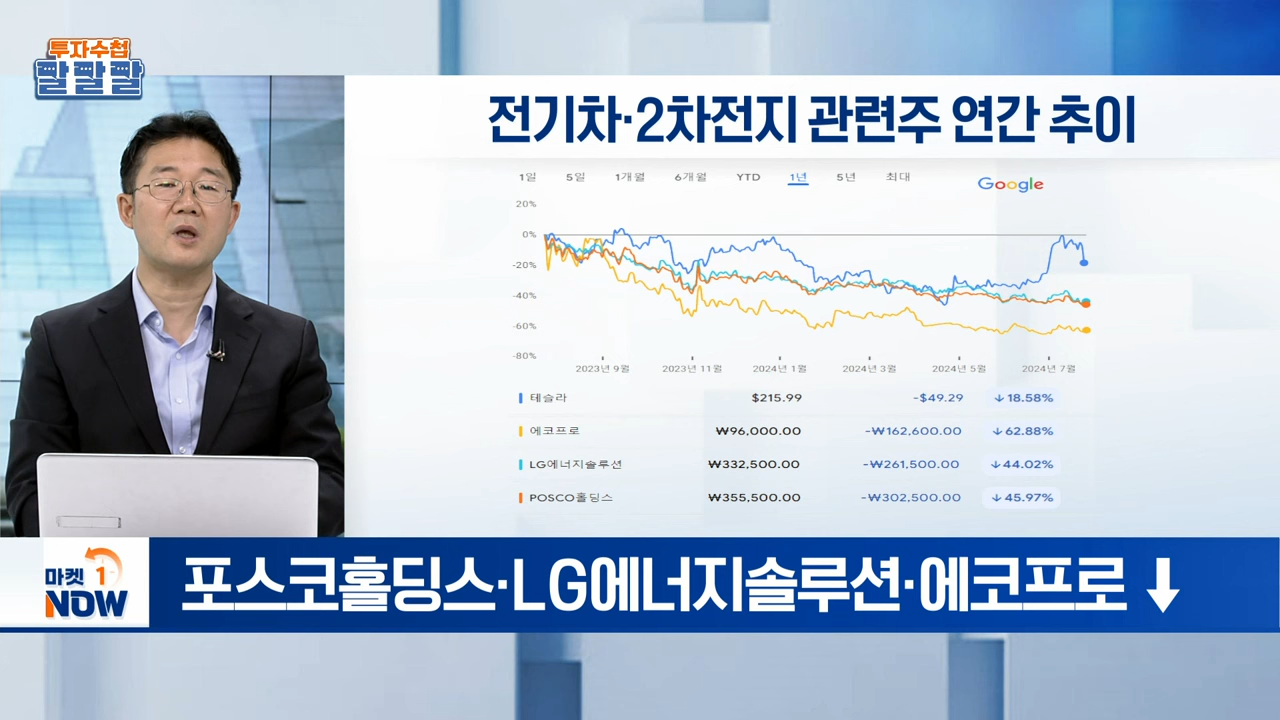 투자수첩
팔팔팔
전기차·2차전지 관련주 연간 추이
1일 5일 1개월 6개월 YTD 1년 5년 최대
Google
20%
0%
-20%
-40%
-60%
-80%
2023년 9월 2023년 11월 2024년 1월 2024년 3월 2024년 5월 2024년 7월
테슬라 $215.99 -$49.29 ↓ 18.58%
에코프로 ₩96,000.00 -₩162,600.00 ↓ 62.88%
LG에너지솔루션 ₩332,500.00 -₩261,500.00 ↓ 44.02%
POSCO홀딩스 ₩355,500.00 -₩302,500.00 ↓ 45.97%
마켓 1
NOW
포스코홀딩스·LG에너지솔루션·에코프로 ↓